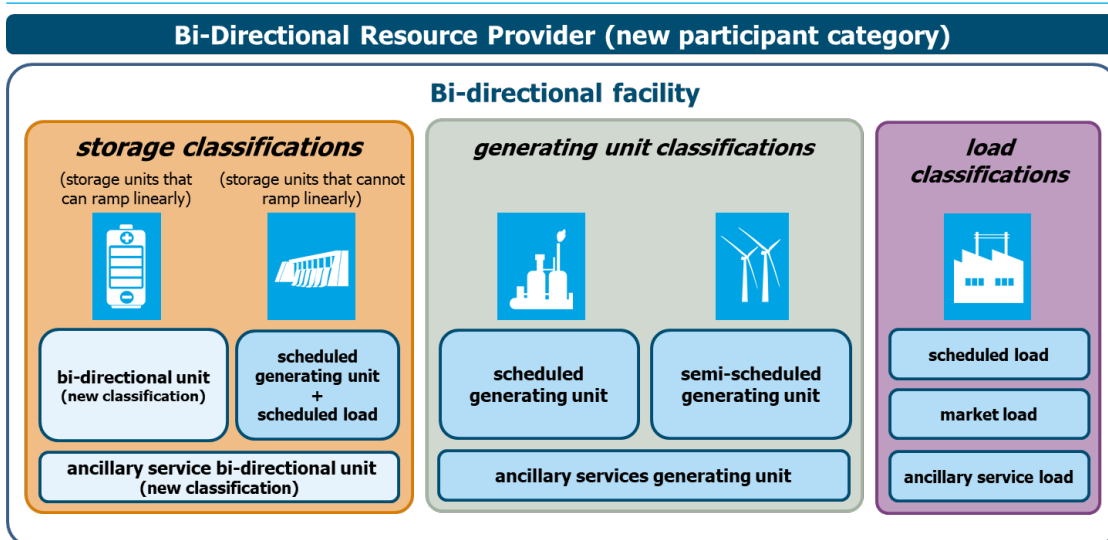 Bi-Directional Resource Provider (new participant category)
Bi-directional facility
storage classifications
(storage units that
can ramp linearly)
(storage units that cannot
ramp linearly)
bi-directional unit
(new classification)
scheduled
generating unit
+
scheduled load
ancillary service bi-directional unit
(new classification)
generating unit classifications
scheduled
generating unit
semi-scheduled
generating unit
ancillary services generating unit
load
classifications
scheduled load
market load
ancillary service load